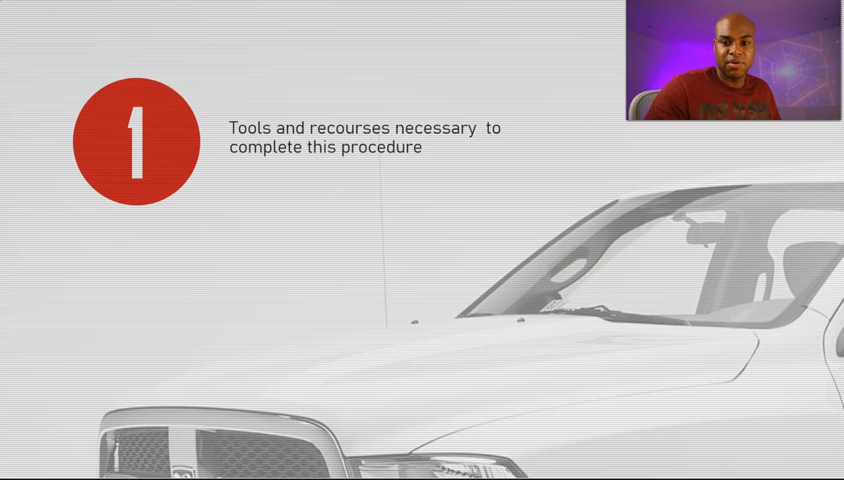 1
Tools and recourses necessary to
complete this procedure